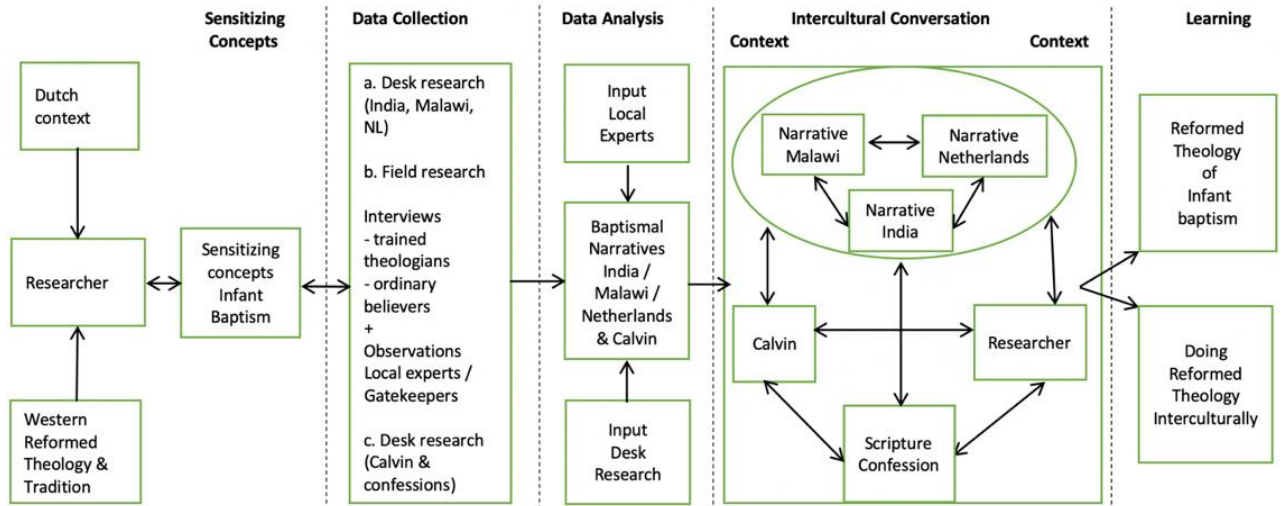 Sensitizing
Concepts
Data Collection
Data Analysis
Intercultural Conversation
Learning
Context
Context
Dutch
context
Researcher
Western
Reformed
Theology &
Tradition
Sensitizing
concepts
Infant
Baptism
a. Desk research
(India, Malawi,
NL)
b. Field research
Interviews
- trained
theologians
- ordinary
believers
+
Observations
Local experts /
Gatekeepers
c. Desk research
(Calvin &
confessions)
Input
Local
Experts
Baptismal
Narratives
India /
Malawi /
Netherlands
& Calvin
Input
Desk
Research
Narrative
Malawi
Narrative
Netherlands
Narrative
India
Calvin
Researcher
Scripture
Confession
Reformed
Theology
of
Infant
baptism
Doing
Reformed
Theology
Interculturally